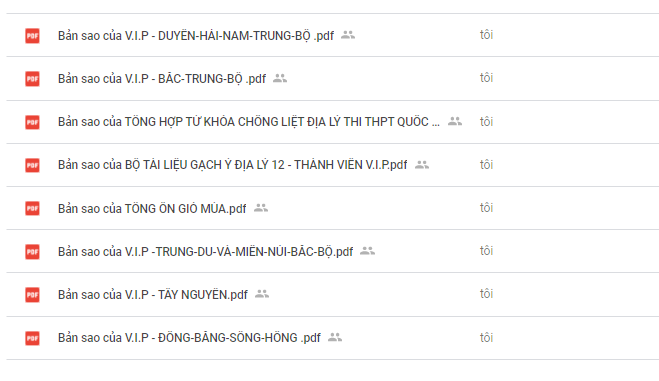 PDF Bản sao của V.I.P - DUYÊN-HẢI-NAM-TRUNG-BỘ .pdf tôi
PDF Bản sao của V.I.P - BẮC-TRUNG-BỘ .pdf tôi
PDF Bản sao của TỔNG HỢP TỪ KHÓA CHỐNG LIỆT ĐỊA LÝ THI THPT QUỐC ... tôi
PDF Bản sao của BỘ TÀI LIỆU GẠCH Ý ĐỊA LÝ 12 - THÀNH VIÊN V.I.P.pdf tôi
PDF Bản sao của TỔNG ÔN GIÓ MÙA.pdf tôi
PDF Bản sao của V.I.P -TRUNG-DU-VÀ-MIỀN-NÚI-BẮC-BỘ.pdf tôi
PDF Bản sao của V.I.P - TÂY NGUYÊN.pdf tôi
PDF Bản sao của V.I.P - ĐỒNG-BẰNG-SÔNG-HỒNG .pdf tôi